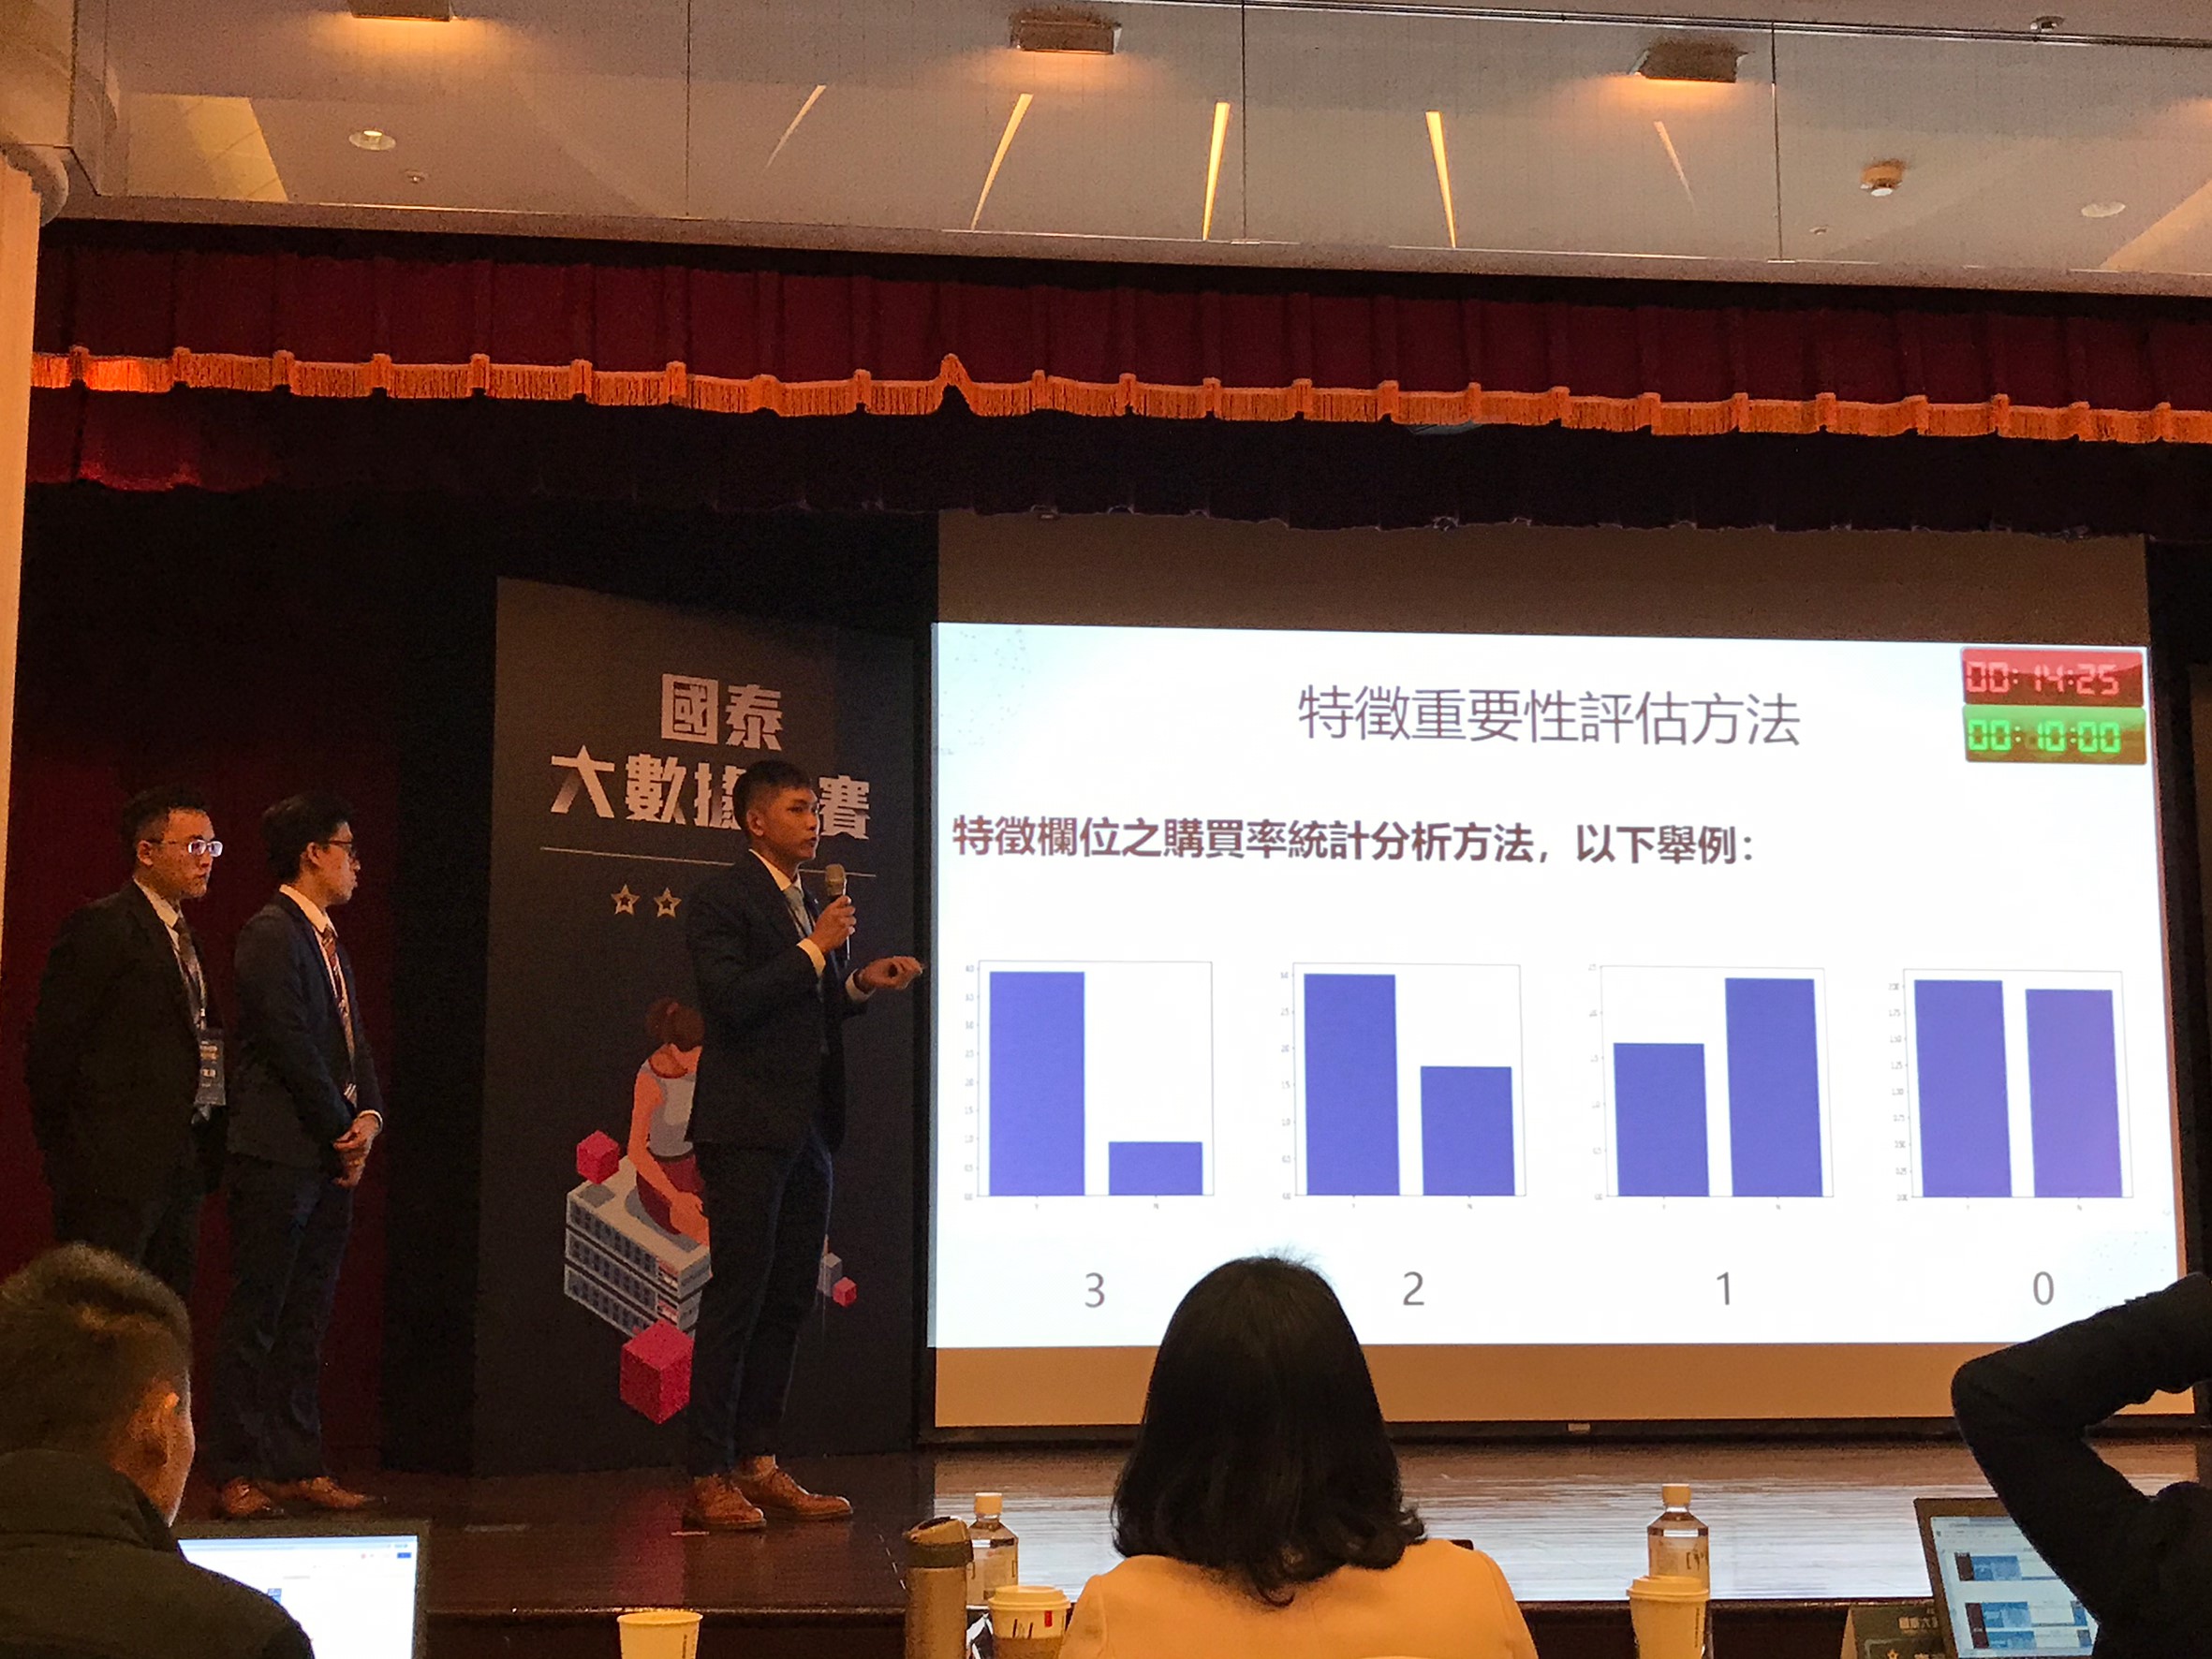 國泰
大數據 賽
特徵重要性評估方法
00:14:25
00:10:00
特徵欄位之購買率統計分析方法，以下舉例：
3 2 1 0